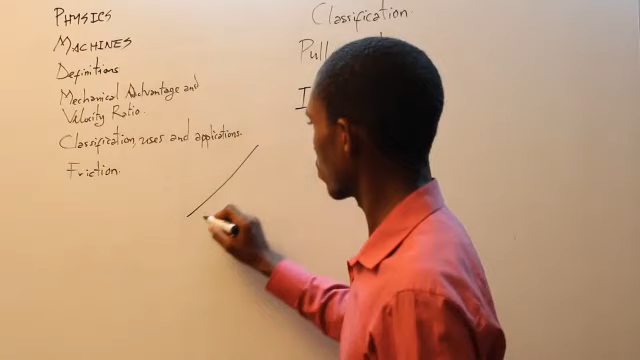 PHYSICS
MACHINES
Definitions
Mechanical Advantage and
Velocity Ratio.
Classification, uses and applications.
Friction.
Classification.
Pull
I